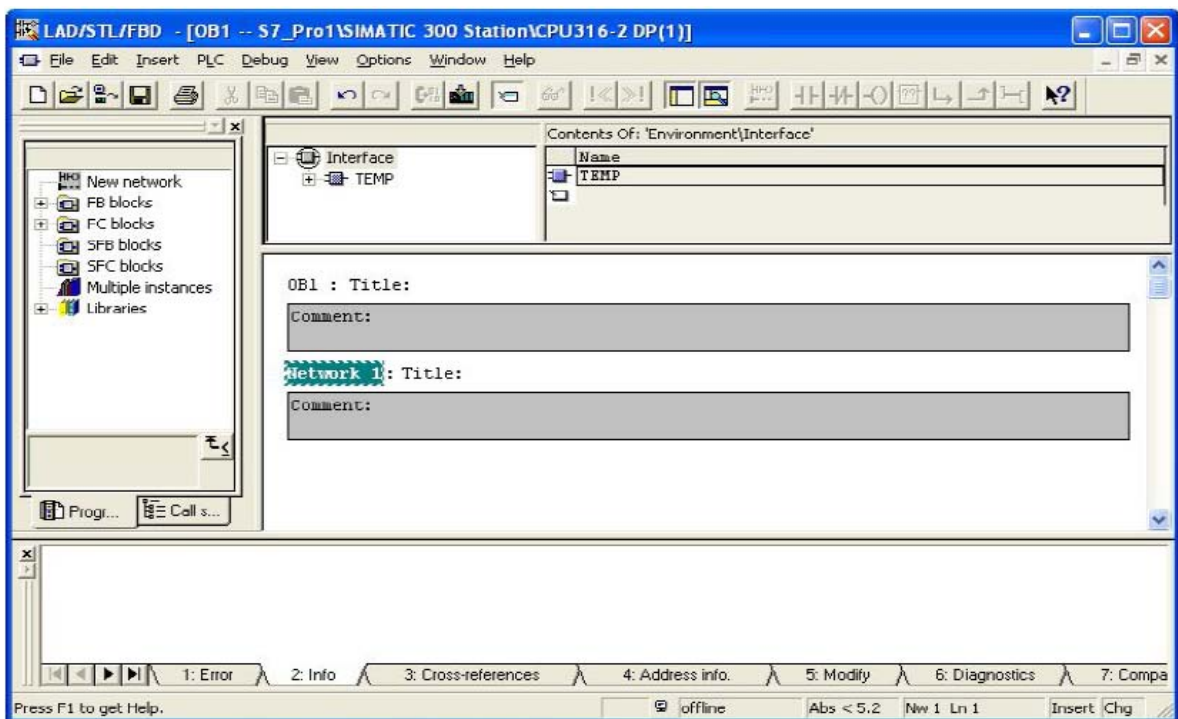 LAD/STL/FBD - [OB1 -- S7_Pro1\SIMATIC 300 Station\CPU316-2 DP(1)]
File Edit Insert PLC Debug View Options Window Help
Contents Of: 'Environment\Interface'
Interface
TEMP
Name
TEMP
New network
FB blocks
FC blocks
SFB blocks
SFC blocks
Multiple instances
Libraries
OB1 : Title:
Comment:
Network 1: Title:
Comment:
Progr... Call s...
1: Error 2: Info 3: Cross-references 4: Address info. 5: Modify 6: Diagnostics 7: Compa
Press F1 to get Help. offline Abs < 5.2 Nw 1 Ln 1 Insert Chg